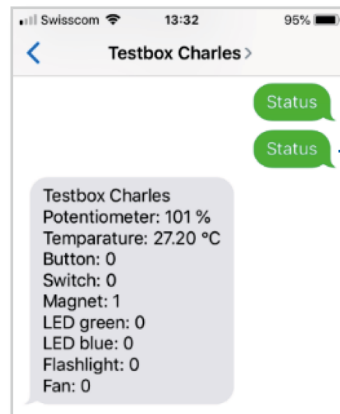 Swisscom 13:32 95%
Testbox Charles
Status
Status
Testbox Charles
Potentiometer: 101 %
Temparature: 27.20 °C
Button: 0
Switch: 0
Magnet: 1
LED green: 0
LED blue: 0
Flashlight: 0
Fan: 0